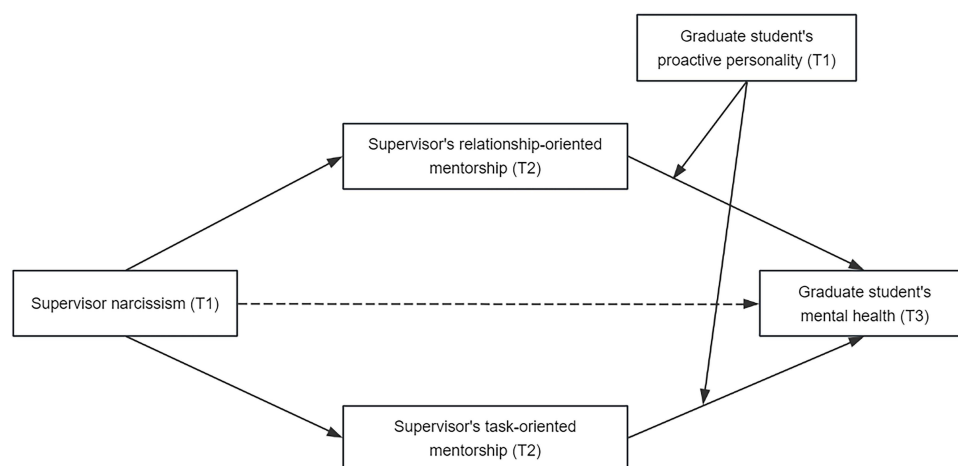 Graduate student's
proactive personality (T1)
Supervisor's relationship-oriented
mentorship (T2)
Supervisor narcissism (T1)
Graduate student's
mental health (T3)
Supervisor's task-oriented
mentorship (T2)